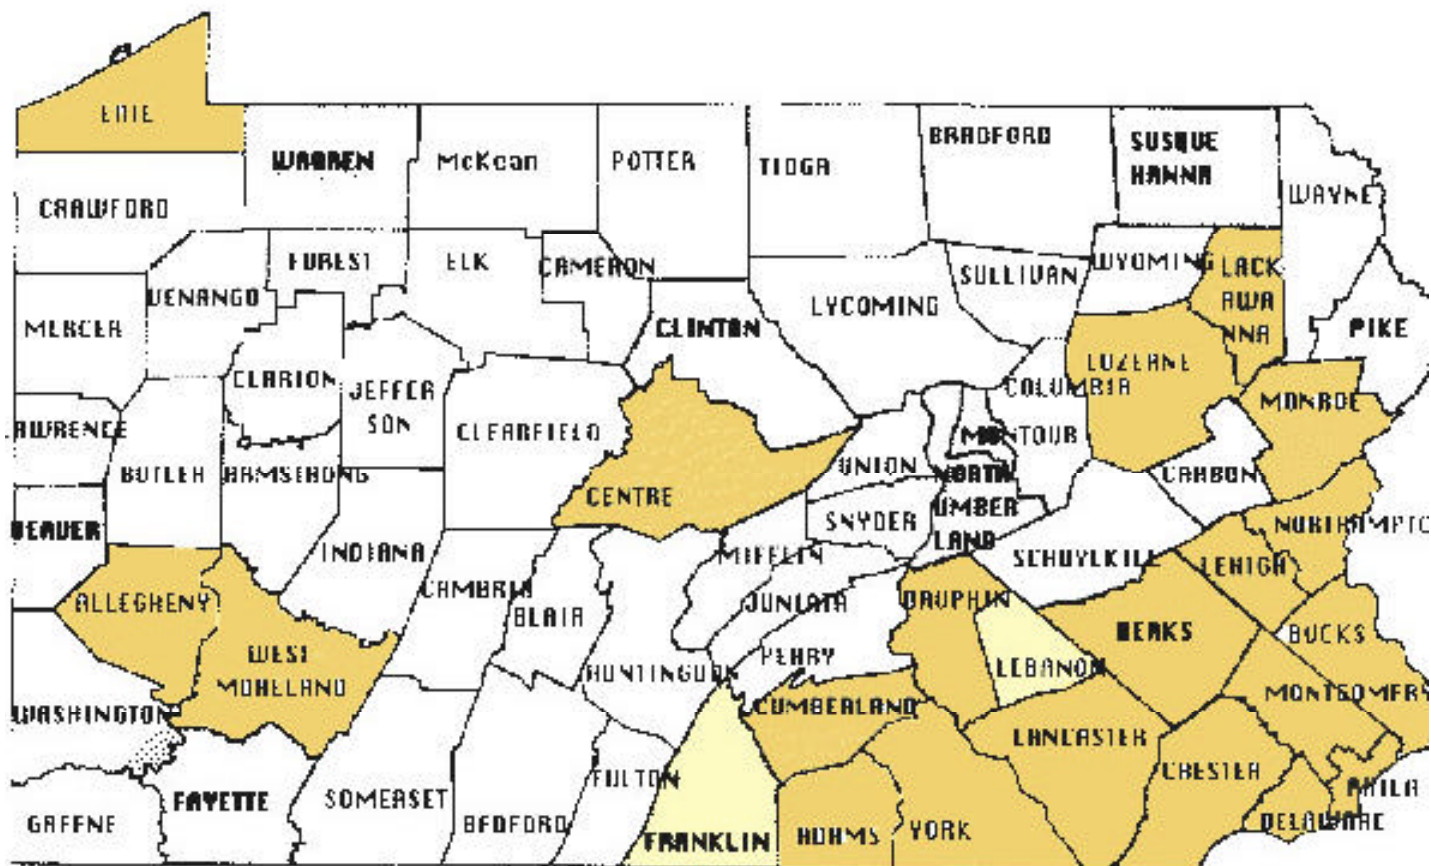 ERIE
WARREN
McKean
POTTER
TIOGA
BRADFORD
SUSQUE
HANNA
WAYNE
CRAWFORD
VENANGO
FOREST
ELK
CAMERON
SULLIVAN
WYOMING
LACK
AWA
NNA
MERCER
CLINTON
LYCOMING
PIKE
CLARION
JEFFER
SON
LUZERNE
COLUMBIA
MONROE
AWRENCE
BUTLER
ARMSTRONG
CLEARFIELD
CENTRE
UNION
MONTOUR
CARBON
BEAVER
INDIANA
SNYDER
NORTH
UMBER
LAND
SCHUYLKILL
NORTHAMPTO
LEHIGH
ALLEGHENY
WEST
MORELAND
CAMBRIA
BLAIR
MIFFLIN
JUNIATA
DAUPHIN
BERKS
BUCKS
HUNTINGDON
PERRY
LEBANON
MONTGOMERY
WASHINGTON
CUMBERLAND
LANCASTER
CHESTER
PHILA
FAYETTE
SOMERSET
FULTON
GREENE
BEDFORD
FRANKLIN
ADAMS
YORK
DELAWARE